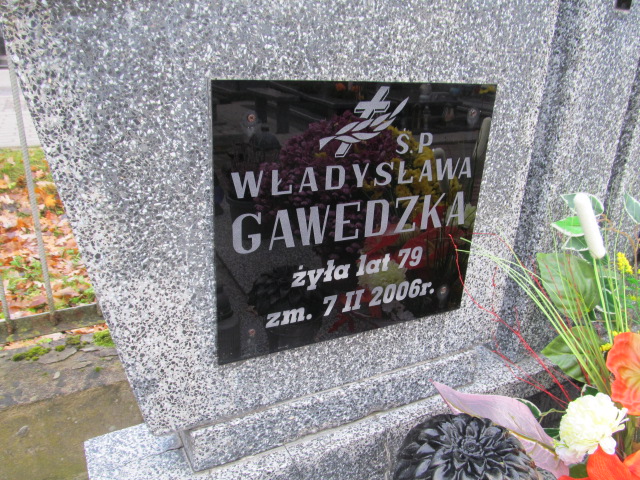 Ś.P
WŁADYSŁAWA
GAWEDZKA
żyła lat 79
zm. 7 II 2006r.